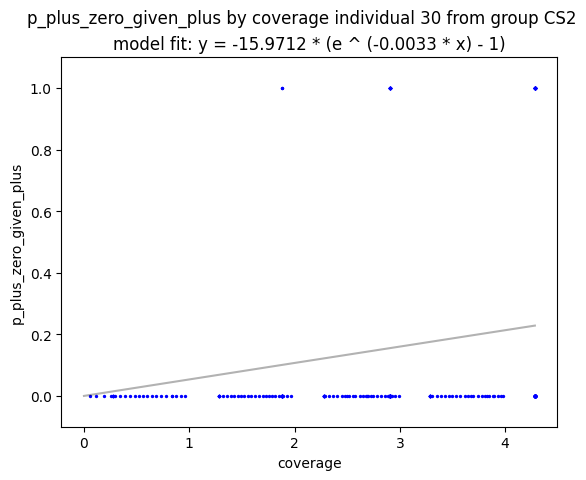 p_plus_zero_given_plus by coverage individual 30 from group CS2
model fit: y = -15.9712 * (e ^ (-0.0033 * x) - 1)
p_plus_zero_given_plus
1.0
0.8
0.6
0.4
0.2
0.0
0 1 2 3 4
coverage